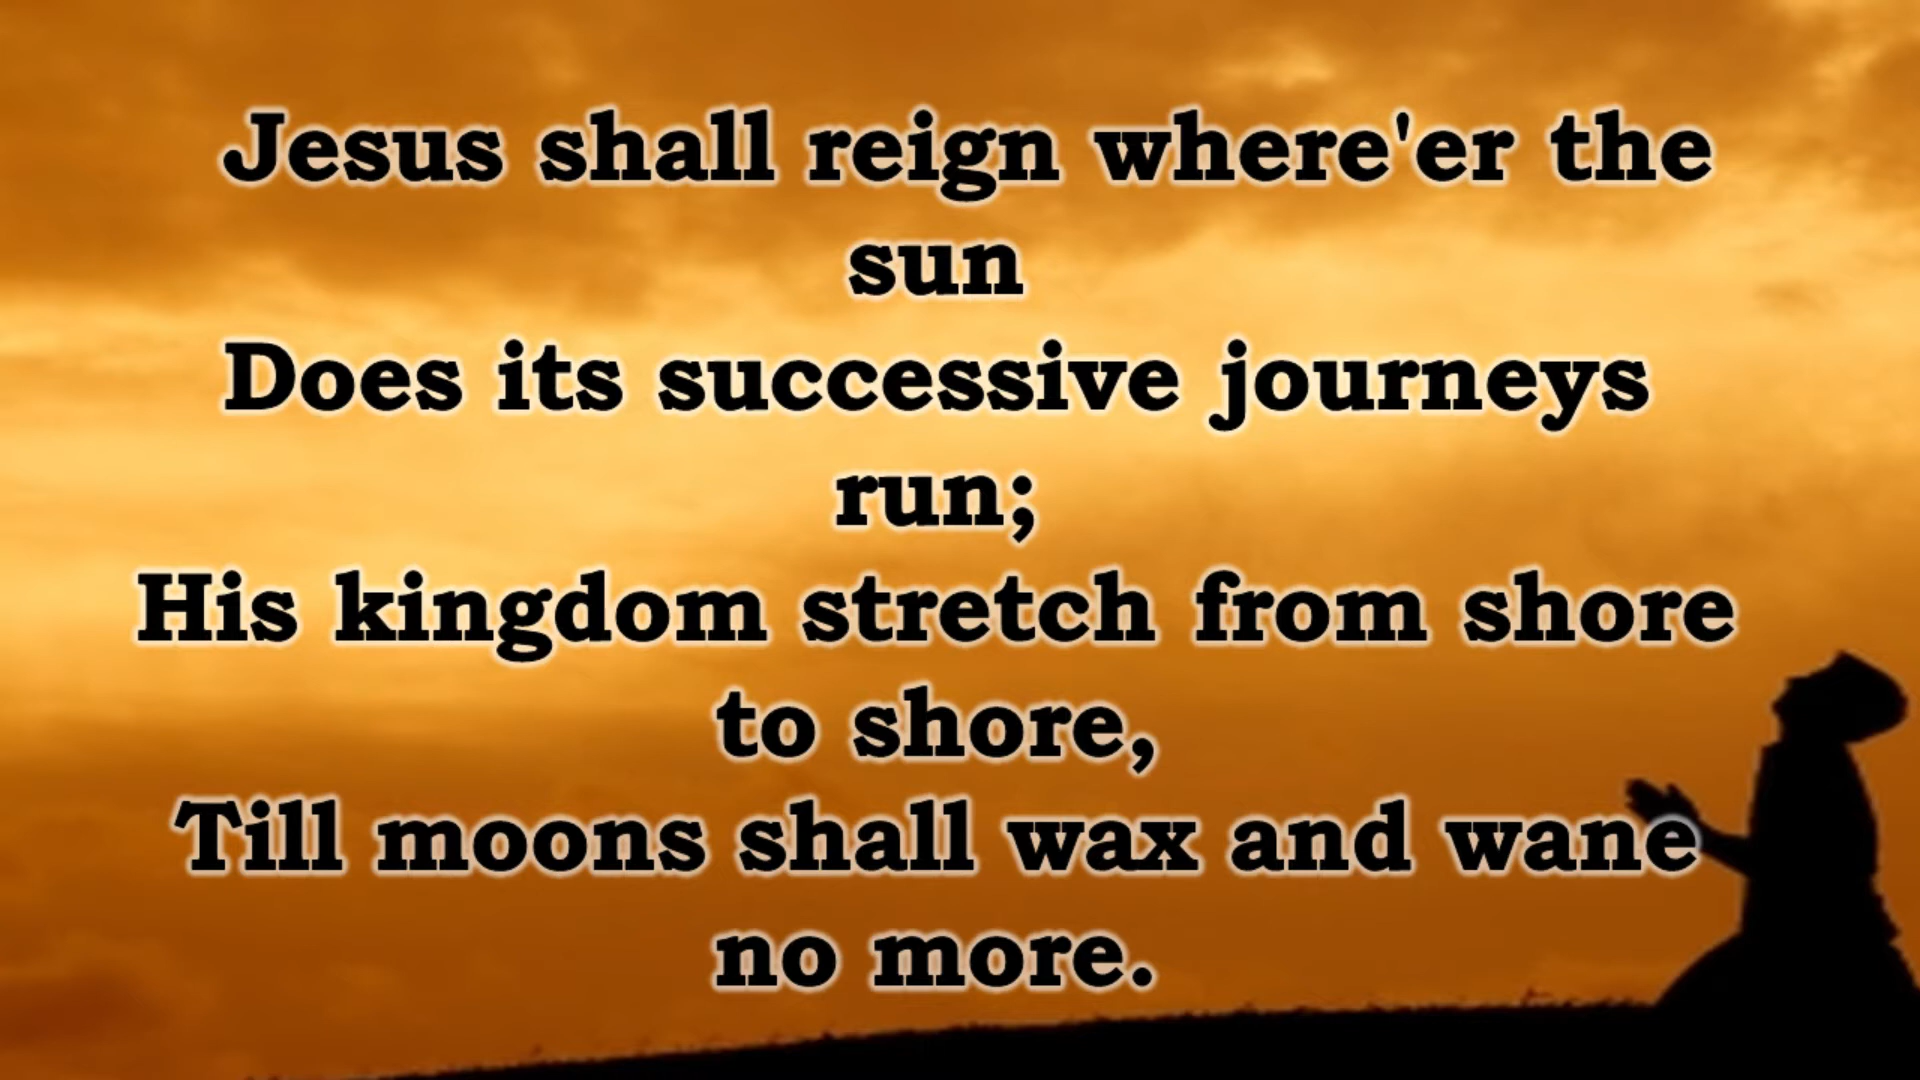 Jesus shall reign where'er the
sun
Does its successive journeys
run;
His kingdom stretch from shore
to shore,
Till moons shall wax and wane
no more.